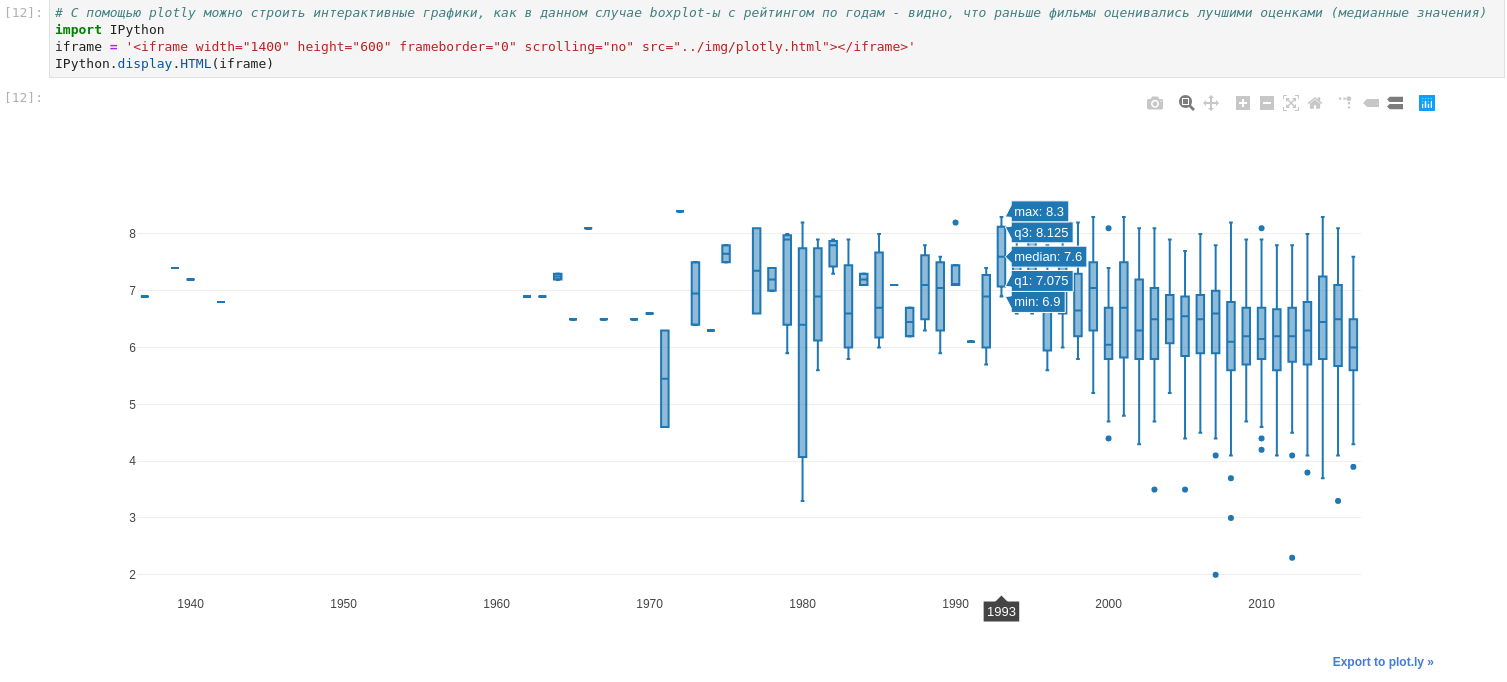 [12]:
# С помощью plotly можно строить интерактивные графики, как в данном случае boxplot-ы с рейтингом по годам - видно, что раньше фильмы оценивались лучшими оценками (медианные значения)
import IPython
iframe = '<iframe width="1400" height="600" frameborder="0" scrolling="no" src="../img/plotly.html"></iframe>'
IPython.display.HTML(iframe)
[12]:
max: 8.3
q3: 8.125
median: 7.6
q1: 7.075
min: 6.9
8
7
6
5
4
3
2
1940 1950 1960 1970 1980 1990 2000 2010
1993
Export to plot.ly »